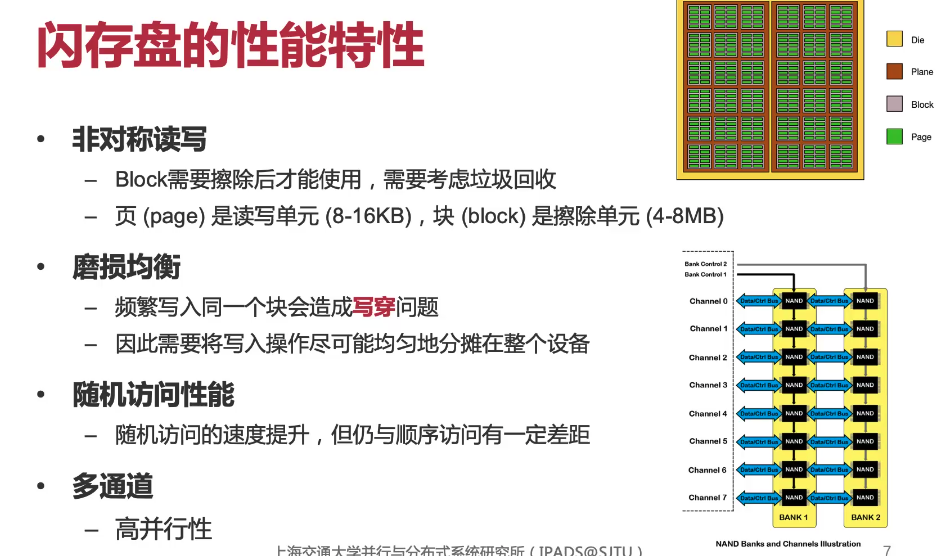 闪存盘的性能特性
• 非对称读写
– Block需要擦除后才能使用，需要考虑垃圾回收
– 页 (page) 是读写单元 (8-16KB)，块 (block) 是擦除单元 (4-8MB)
• 磨损均衡
– 频繁写入同一个块会造成写穿问题
– 因此需要将写入操作尽可能均匀地分摊在整个设备
• 随机访问性能
– 随机访问的速度提升，但仍与顺序访问有一定差距
• 多通道
– 高并行性
Die
Plane
Block
Page
Bank Control 2
Bank Control 1
Channel 0 Data/Ctrl Bus NAND Data/Ctrl Bus NAND
Channel 1 Data/Ctrl Bus NAND Data/Ctrl Bus NAND
Channel 2 Data/Ctrl Bus NAND Data/Ctrl Bus NAND
Channel 3 Data/Ctrl Bus NAND Data/Ctrl Bus NAND
Channel 4 Data/Ctrl Bus NAND Data/Ctrl Bus NAND
Channel 5 Data/Ctrl Bus NAND Data/Ctrl Bus NAND
Channel 6 Data/Ctrl Bus NAND Data/Ctrl Bus NAND
Channel 7 Data/Ctrl Bus NAND Data/Ctrl Bus NAND
BANK 1 BANK 2
NAND Banks and Channels Illustration
上海交通大学并行与分布式系统研究所（IPADS@SJTU）
7